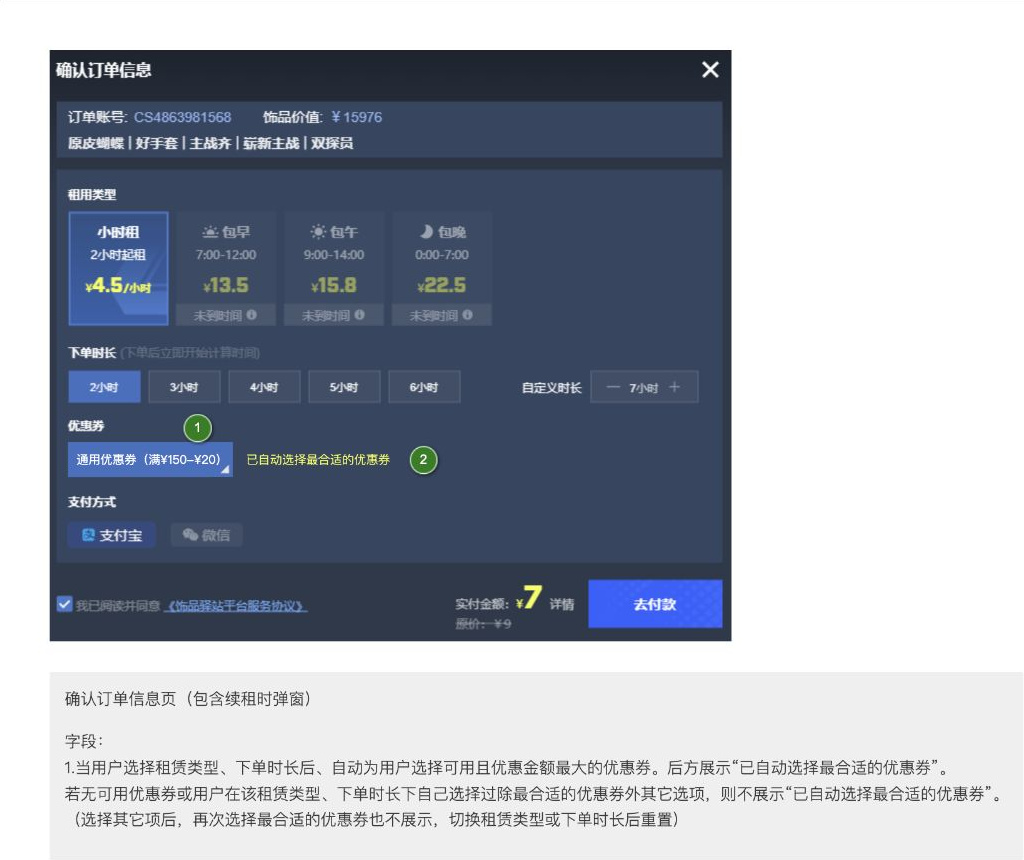 确认订单信息
订单账号: CS4863981568 饰品价值: ¥15976
原皮蝴蝶 | 好手套 | 主战齐 | 崭新主战 | 双探员
租用类型
小时租 包早 包午 包晚
2小时起租 7:00-12:00 9:00-14:00 0:00-7:00
¥4.5/小时 ¥13.5 ¥15.8 ¥22.5
未到时间 未到时间 未到时间
下单时长 (下单后立即开始计算时间)
2小时 3小时 4小时 5小时 6小时 自定义时长 — 7小时 +
优惠券 1
通用优惠券（满¥150–¥20） 已自动选择最合适的优惠券 2
支付方式
支付宝 微信
我已阅读并同意 《饰品驿站平台服务协议》 实付金额: ¥7 详情 去付款
原价: ¥9
确认订单信息页（包含续租时弹窗）
字段：
1.当用户选择租赁类型、下单时长后、自动为用户选择可用且优惠金额最大的优惠券。后方展示“已自动选择最合适的优惠券”。
若无可用优惠券或用户在该租赁类型、下单时长下自己选择过除最合适的优惠券外其它选项，则不展示“已自动选择最合适的优惠券”。
（选择其它项后，再次选择最合适的优惠券也不展示，切换租赁类型或下单时长后重置）